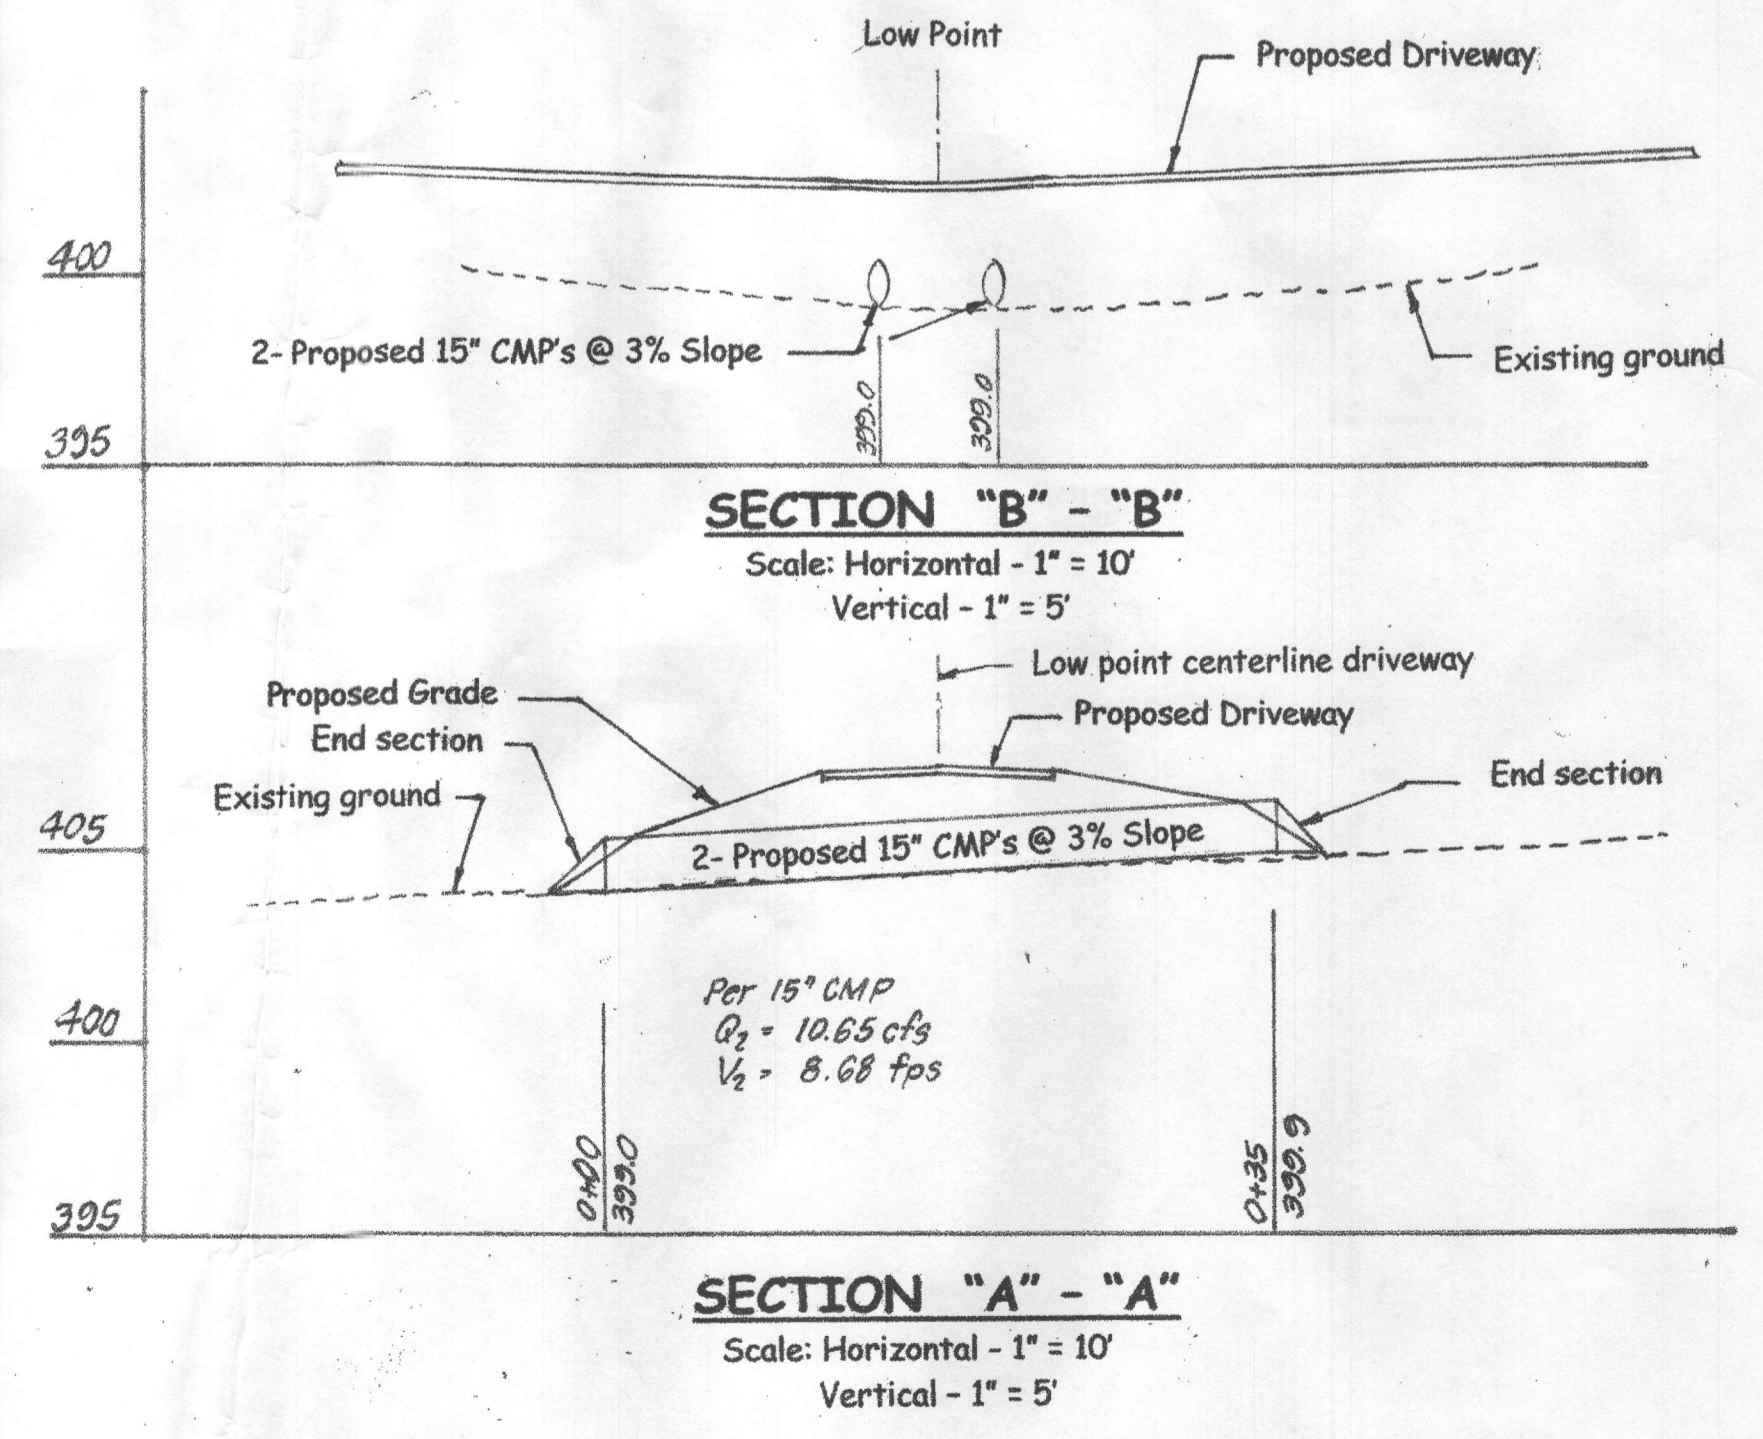 Low Point
Proposed Driveway
400
2- Proposed 15" CMP's @ 3% Slope
Existing ground
399.0
399.0
395
SECTION "B" - "B"
Scale: Horizontal - 1" = 10'
Vertical - 1" = 5'
Low point centerline driveway
Proposed Grade
Proposed Driveway
End section
End section
Existing ground
405
2- Proposed 15" CMP's @ 3% Slope
Per 15" CMP
400
Q2 = 10.65 cfs
V2 = 8.68 fps
0+00
399.0
0+35
399.9
395
SECTION "A" - "A"
Scale: Horizontal - 1" = 10'
Vertical - 1" = 5'